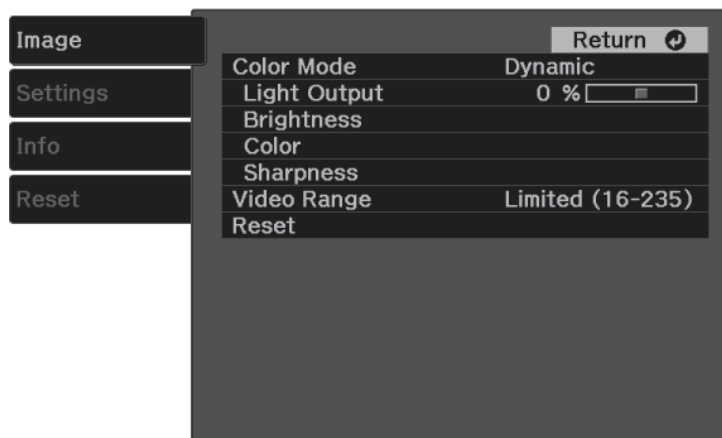 Image
Settings
Info
Reset
Return
Color Mode Dynamic
Light Output 0 %
Brightness
Color
Sharpness
Video Range Limited (16-235)
Reset